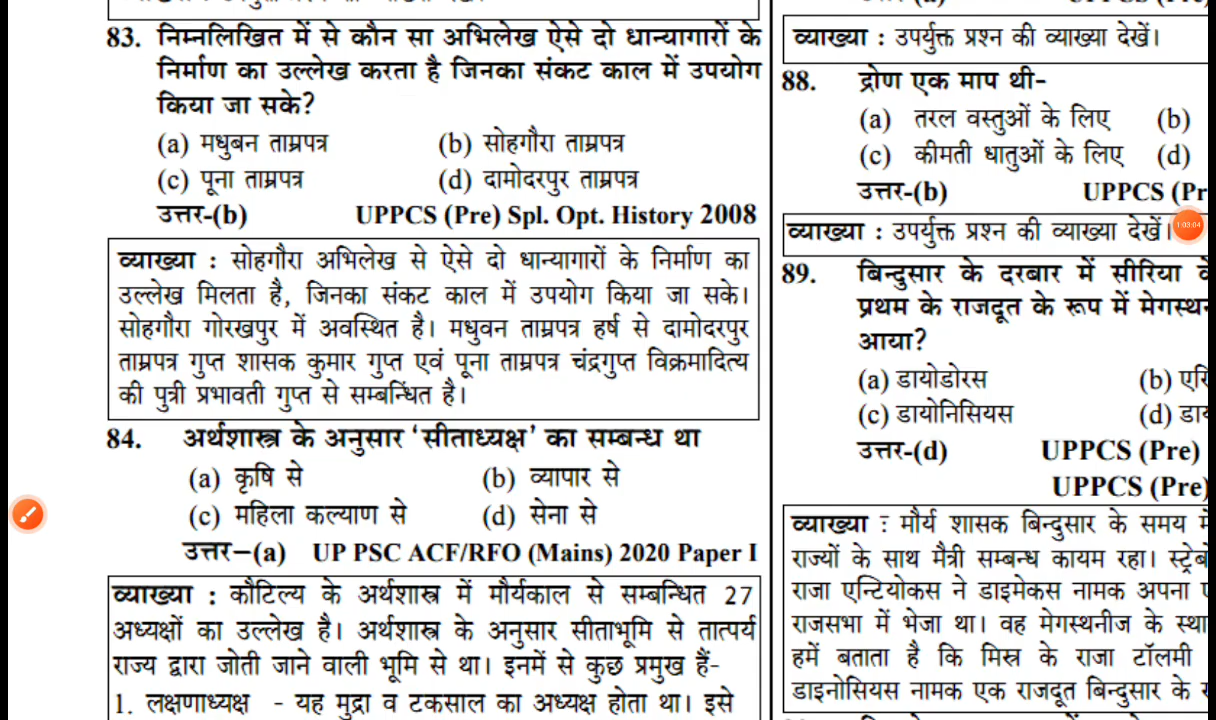 83. निम्नलिखित में से कौन सा अभिलेख ऐसे दो धान्यागारों के
निर्माण का उल्लेख करता है जिनका संकट काल में उपयोग
किया जा सके?
(a) मधुबन ताम्रपत्र (b) सोहगौरा ताम्रपत्र
(c) पूना ताम्रपत्र (d) दामोदरपुर ताम्रपत्र
उत्तर-(b) UPPCS (Pre) Spl. Opt. History 2008
व्याख्या : सोहगौरा अभिलेख से ऐसे दो धान्यागारों के निर्माण का
उल्लेख मिलता है, जिनका संकट काल में उपयोग किया जा सके।
सोहगौरा गोरखपुर में अवस्थित है। मधुवन ताम्रपत्र हर्ष से दामोदरपुर
ताम्रपत्र गुप्त शासक कुमार गुप्त एवं पूना ताम्रपत्र चंद्रगुप्त विक्रमादित्य
की पुत्री प्रभावती गुप्त से सम्बन्धित है।
84. अर्थशास्त्र के अनुसार ‘सीताध्यक्ष’ का सम्बन्ध था
(a) कृषि से (b) व्यापार से
(c) महिला कल्याण से (d) सेना से
उत्तर–(a) UP PSC ACF/RFO (Mains) 2020 Paper I
व्याख्या : कौटिल्य के अर्थशास्त्र में मौर्यकाल से सम्बन्धित 27
अध्यक्षों का उल्लेख है। अर्थशास्त्र के अनुसार सीताभूमि से तात्पर्य
राज्य द्वारा जोती जाने वाली भूमि से था। इनमें से कुछ प्रमुख हैं-
1. लक्षणाध्यक्ष - यह मुद्रा व टकसाल का अध्यक्ष होता था। इसे
व्याख्या : उपर्युक्त प्रश्न की व्याख्या देखें।
88. द्रोण एक माप थी-
(a) तरल वस्तुओं के लिए (b)
(c) कीमती धातुओं के लिए (d)
उत्तर-(b) UPPCS (Pr
व्याख्या : उपर्युक्त प्रश्न की व्याख्या देखें।
1:03:04
89. बिन्दुसार के दरबार में सीरिया
प्रथम के राजदूत के रूप में मेगस्थ
आया?
(a) डायोडोरस (b) एि
(c) डायोनिसियस (d) डा
उत्तर-(d) UPPCS (Pre)
UPPCS (Pre)
व्याख्या : मौर्य शासक बिन्दुसार के समय
राज्यों के साथ मैत्री सम्बन्ध कायम रहा। स्ट्रे
राजा एन्टियोकस ने डाइमेकस नामक अपना
राजसभा में भेजा था। वह मेगस्थनीज के स्था
हमें बताता है कि मिस्र के राजा टॉलमी
डाइनोसियस नामक एक राजदूत बिन्दुसार के